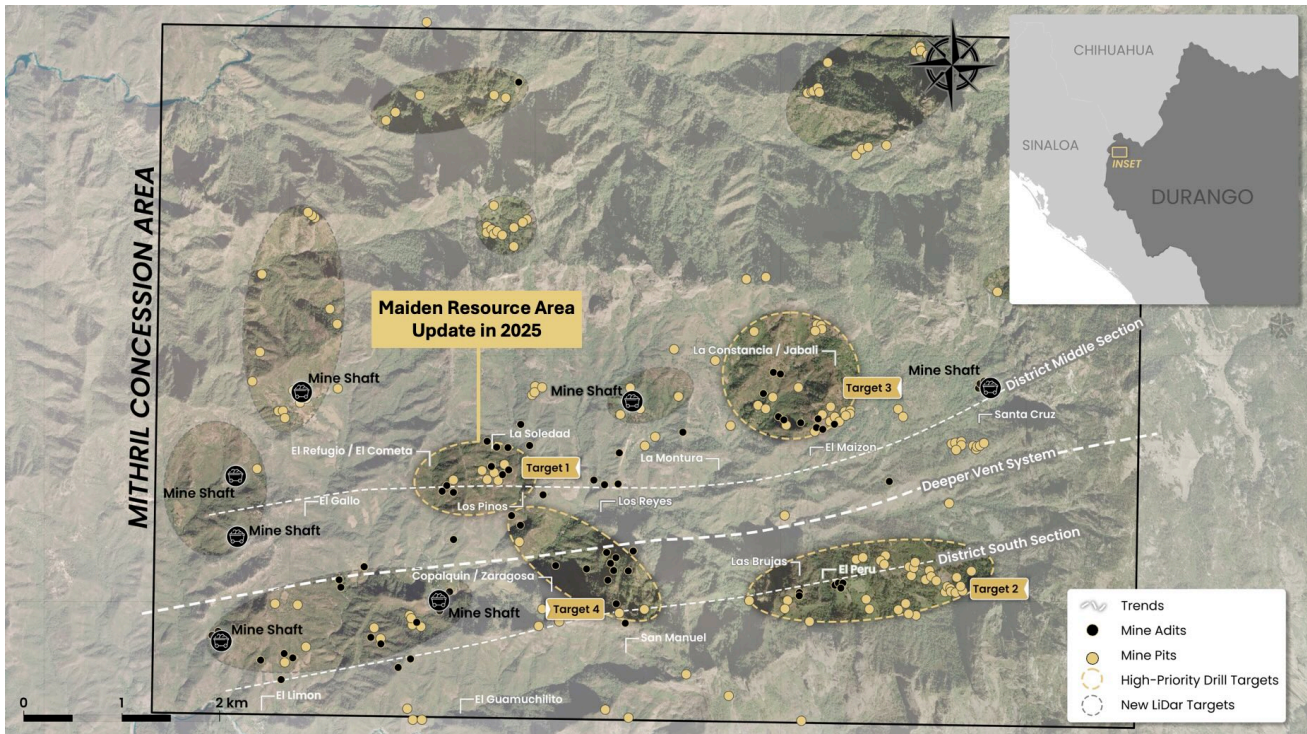 CHIHUAHUA
SINALOA
INSET
DURANGO
MITHRIL CONCESSION AREA
Maiden Resource Area
Update in 2025
La Constancia / Jabali
District Middle Section
Mine Shaft
Mine Shaft
Mine Shaft
Target 3
Santa Cruz
La Soledad
El Refugio / El Cometa
El Maizon
La Montura
Target 1
Deeper Vent System
Mine Shaft
El Gallo
Los Pinos
Los Reyes
Mine Shaft
District South Section
Las Brujas
El Peru
Copalquin / Zaragosa
Target 2
Target 4
Mine Shaft
Mine Shaft
San Manuel
El Limon
El Guamuchilito
0
1
2 km
Trends
Mine Adits
Mine Pits
High-Priority Drill Targets
New LiDar Targets